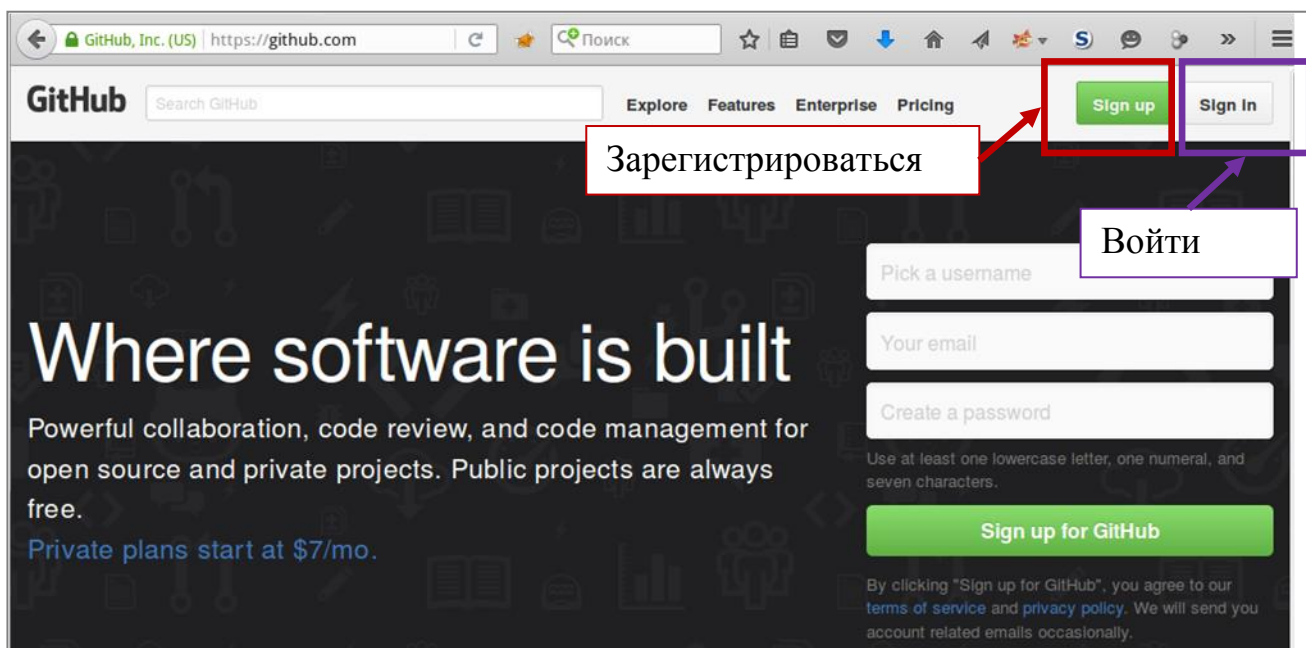 GitHub, Inc. (US) https://github.com Поиск S »
GitHub Search GitHub Explore Features Enterprise Pricing Sign up Sign in
Зарегистрироваться
Войти
Pick a username
Your email
Create a password
Use at least one lowercase letter, one numeral, and
seven characters.
Sign up for GitHub
By clicking "Sign up for GitHub", you agree to our
terms of service and privacy policy. We will send you
account related emails occasionally.
Where software is built
Powerful collaboration, code review, and code management for
open source and private projects. Public projects are always
free.
Private plans start at $7/mo.